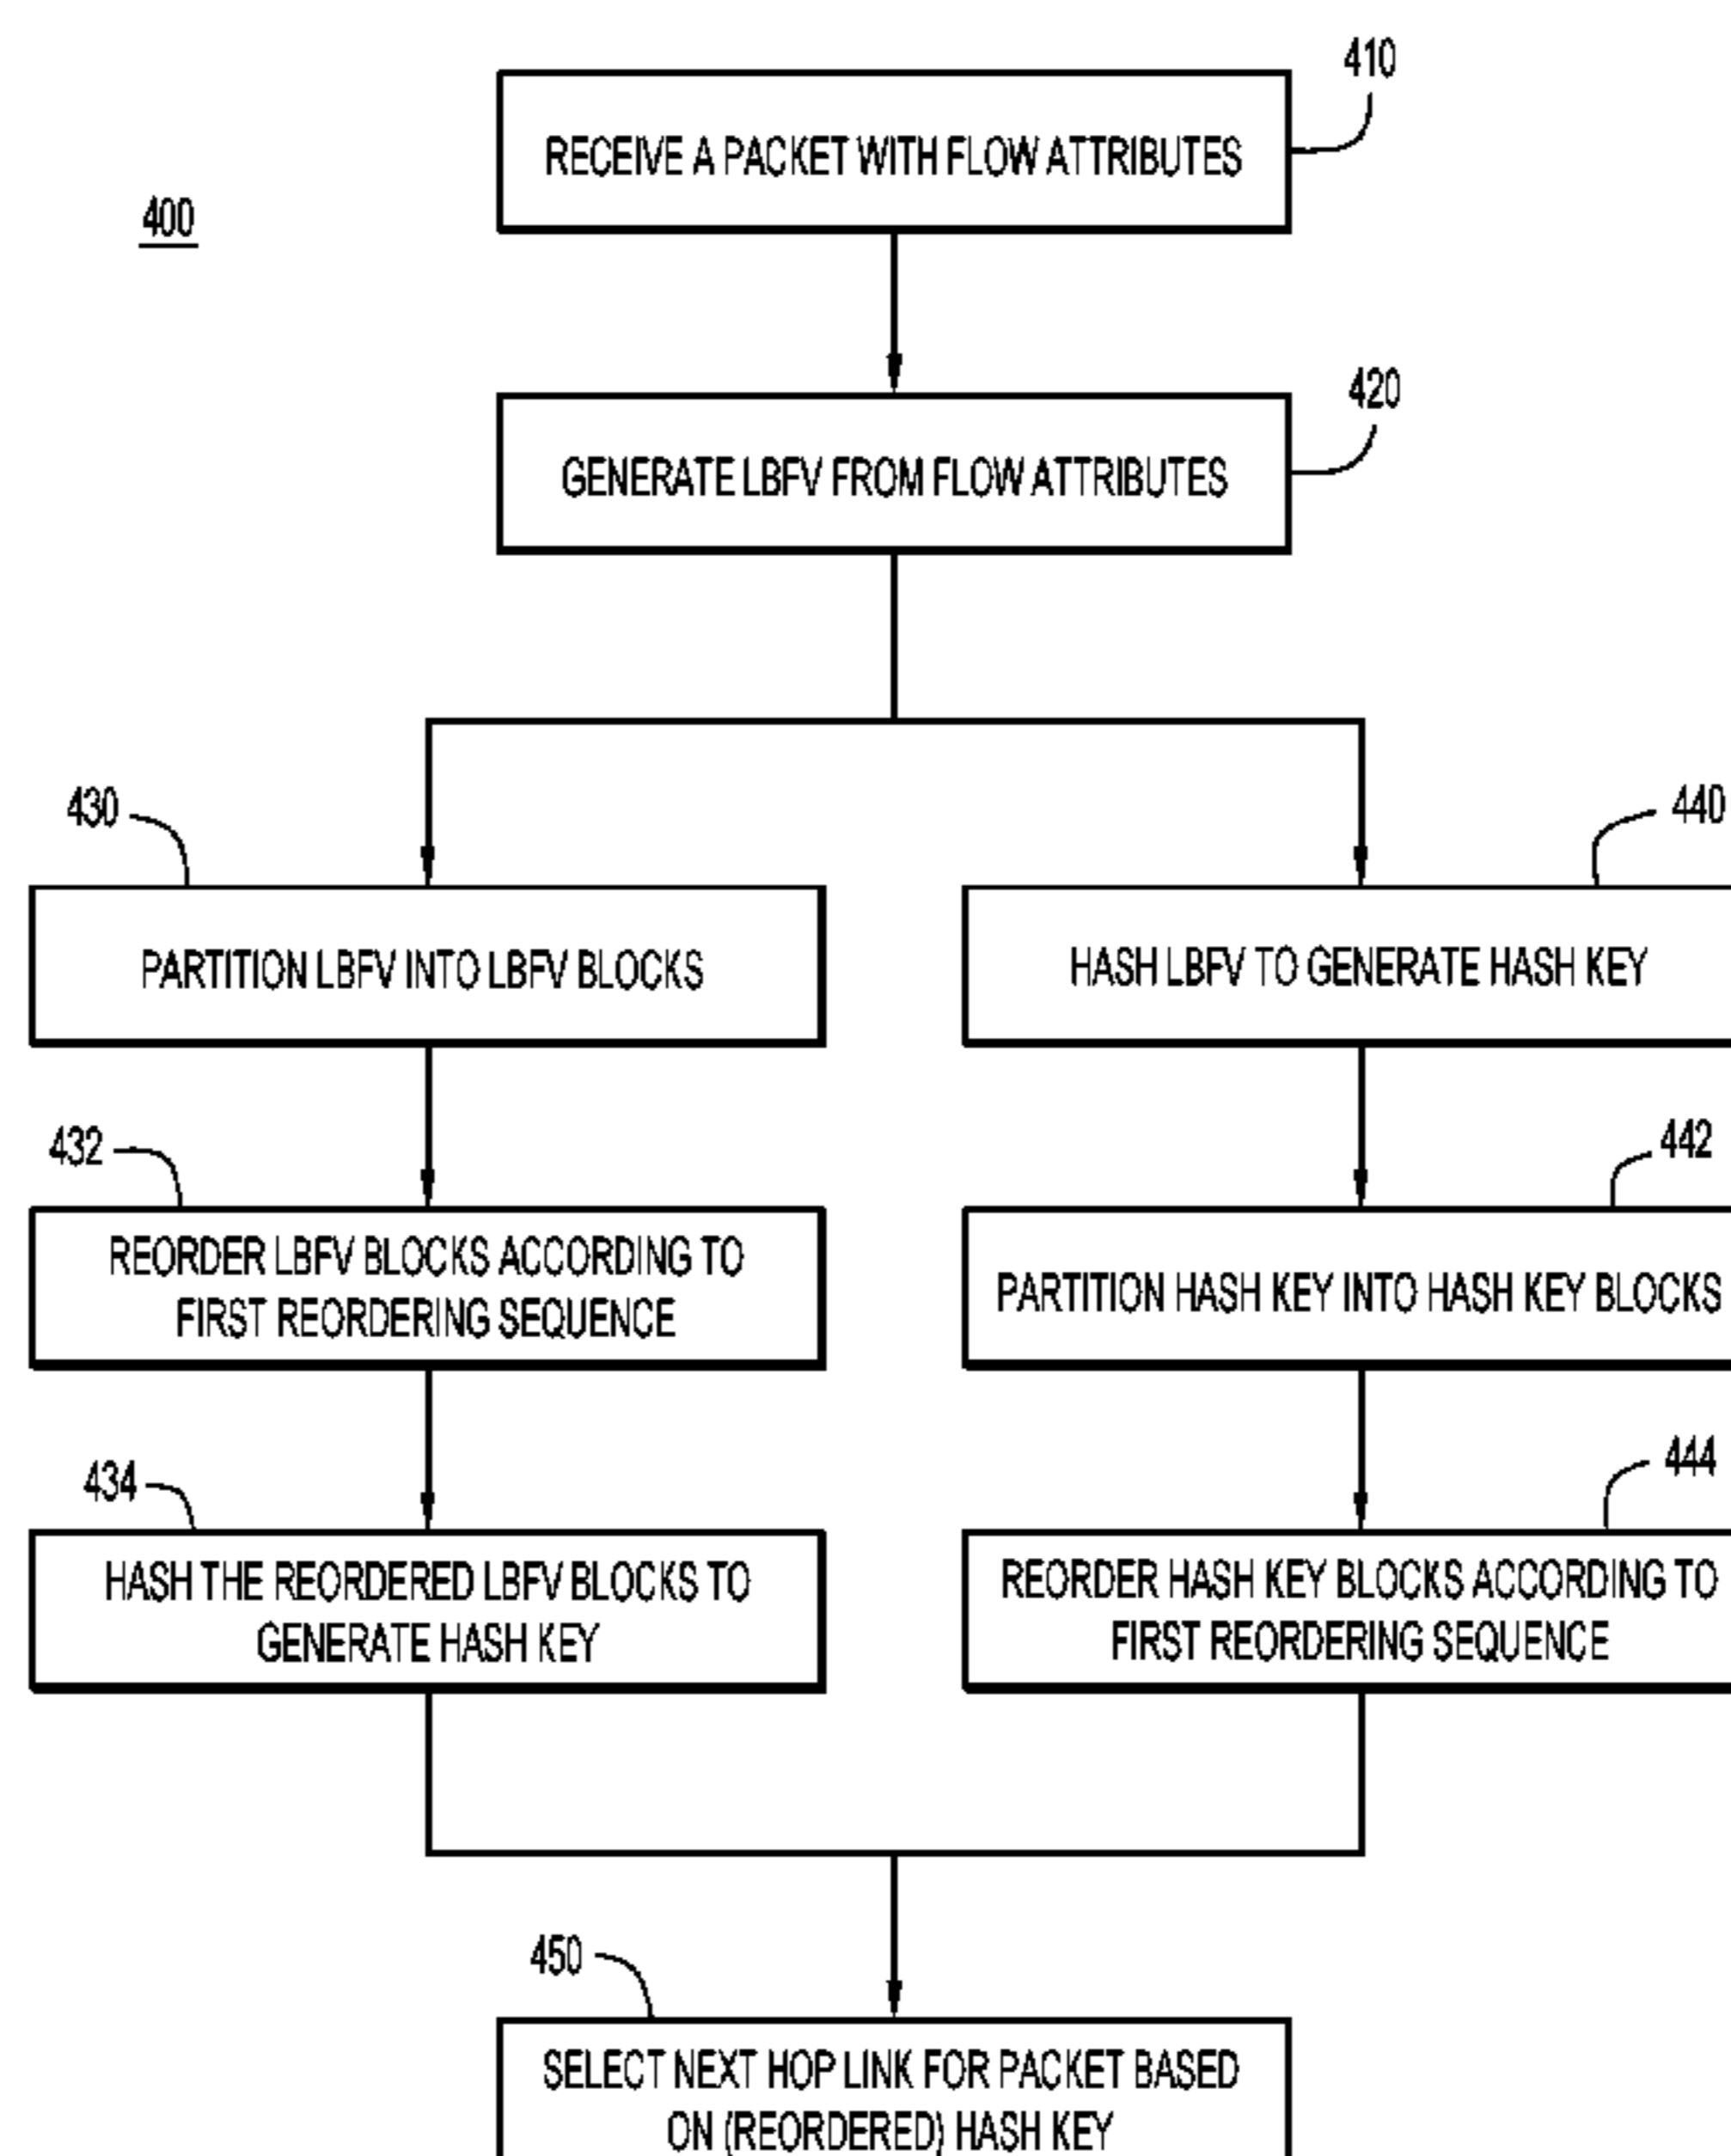 410
RECEIVE A PACKET WITH FLOW ATTRIBUTES
400
420
GENERATE LBFV FROM FLOW ATTRIBUTES
430
PARTITION LBFV INTO LBFV BLOCKS
440
HASH LBFV TO GENERATE HASH KEY
432
REORDER LBFV BLOCKS ACCORDING TO
FIRST REORDERING SEQUENCE
442
PARTITION HASH KEY INTO HASH KEY BLOCKS
434
HASH THE REORDERED LBFV BLOCKS TO
GENERATE HASH KEY
444
REORDER HASH KEY BLOCKS ACCORDING TO
FIRST REORDERING SEQUENCE
450
SELECT NEXT HOP LINK FOR PACKET BASED
ON (REORDERED) HASH KEY